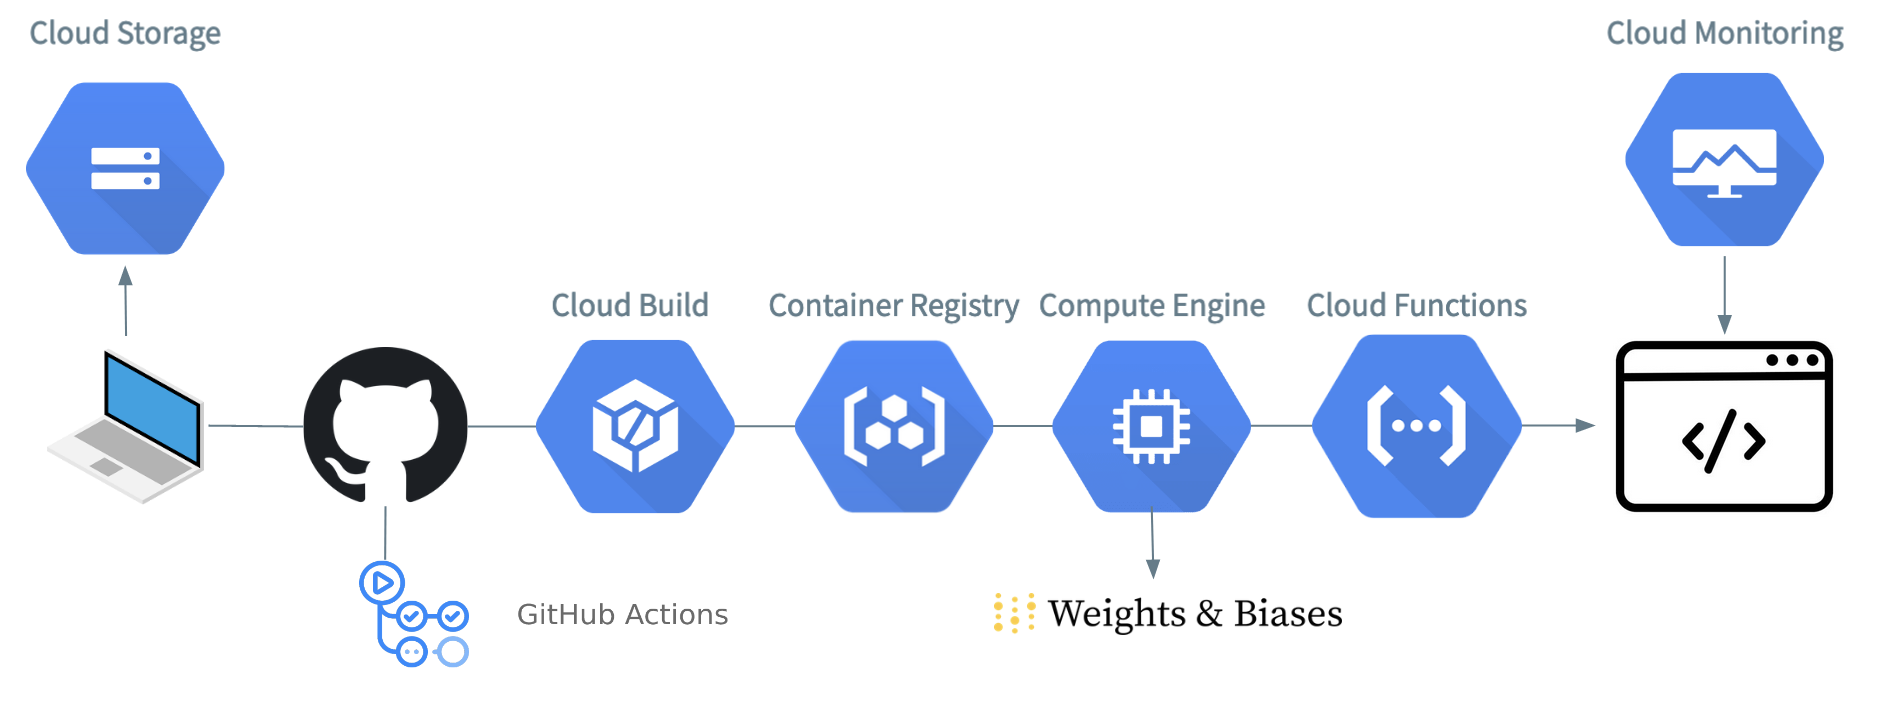 Cloud Storage
Cloud Monitoring
Cloud Build
Container Registry
Compute Engine
Cloud Functions
GitHub Actions
Weights & Biases